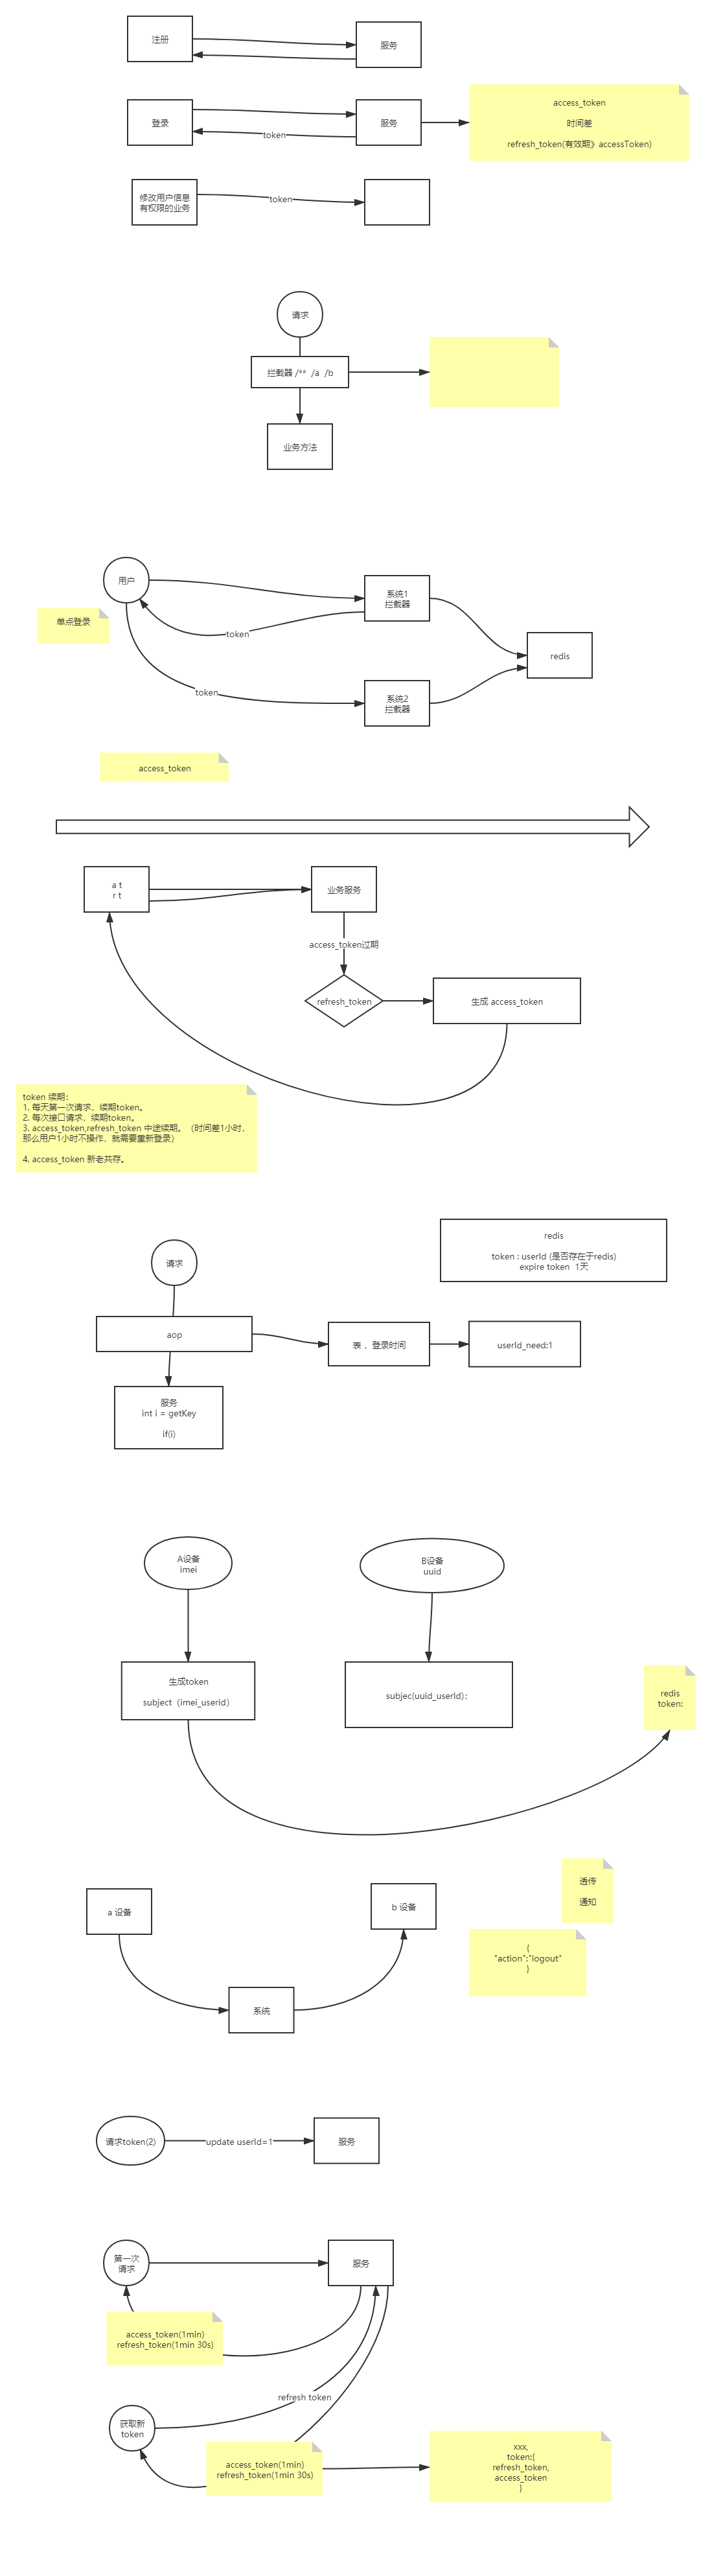 注册
服务
登录
token
服务
access_token
时间差
refresh_token(有效期》accessToken)
修改用户信息
有权限的业务
token
请求
拦截器 /** /a /b
业务方法
用户
单点登录
系统1
拦截器
token
redis
token
系统2
拦截器
access_token
a t
r t
业务服务
access_token过期
refresh_token
生成 access_token
token 续期：
1. 每天第一次请求，续期token。
2. 每次接口请求，续期token。
3. access_token,refresh_token 中途续期。（时间差1小时，
那么用户1小时不操作，就需要重新登录）
4. access_token 新老共存。
redis
token : userId (是否存在于redis)
expire token 1天
请求
aop
表 ，登录时间
userId_need:1
服务
int i = getKey
if(i)
A设备
imei
B设备
uuid
生成token
subject（imei_userid）
subjec(uuid_userId)；
redis
token:
透传
通知
a 设备
b 设备
{
"action":"logout"
}
系统
请求token(2)
update userId=1
服务
第一次
请求
服务
access_token(1min)
refresh_token(1min 30s)
refresh token
获取新
token
access_token(1min)
refresh_token(1min 30s)
xxx,
token:{
refresh_token,
access_token
}